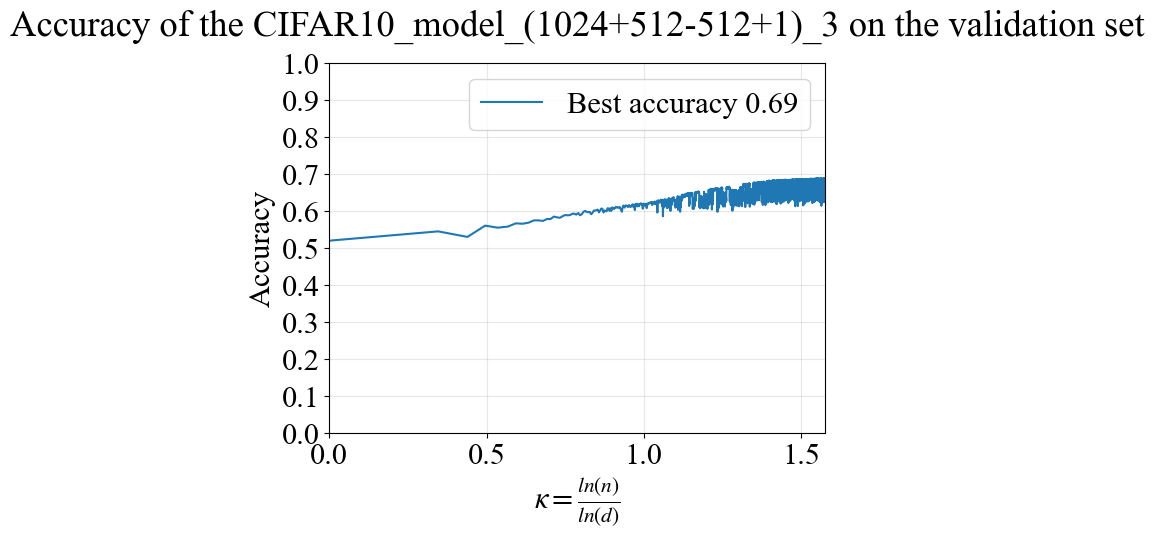 Accuracy of the CIFAR10_model_(1024+512-512+1)_3 on the validation set
Best accuracy 0.69
Accuracy
1.0
0.9
0.8
0.7
0.6
0.5
0.4
0.3
0.2
0.1
0.0
0.0 0.5 1.0 1.5
κ = ln(n)/ln(d)